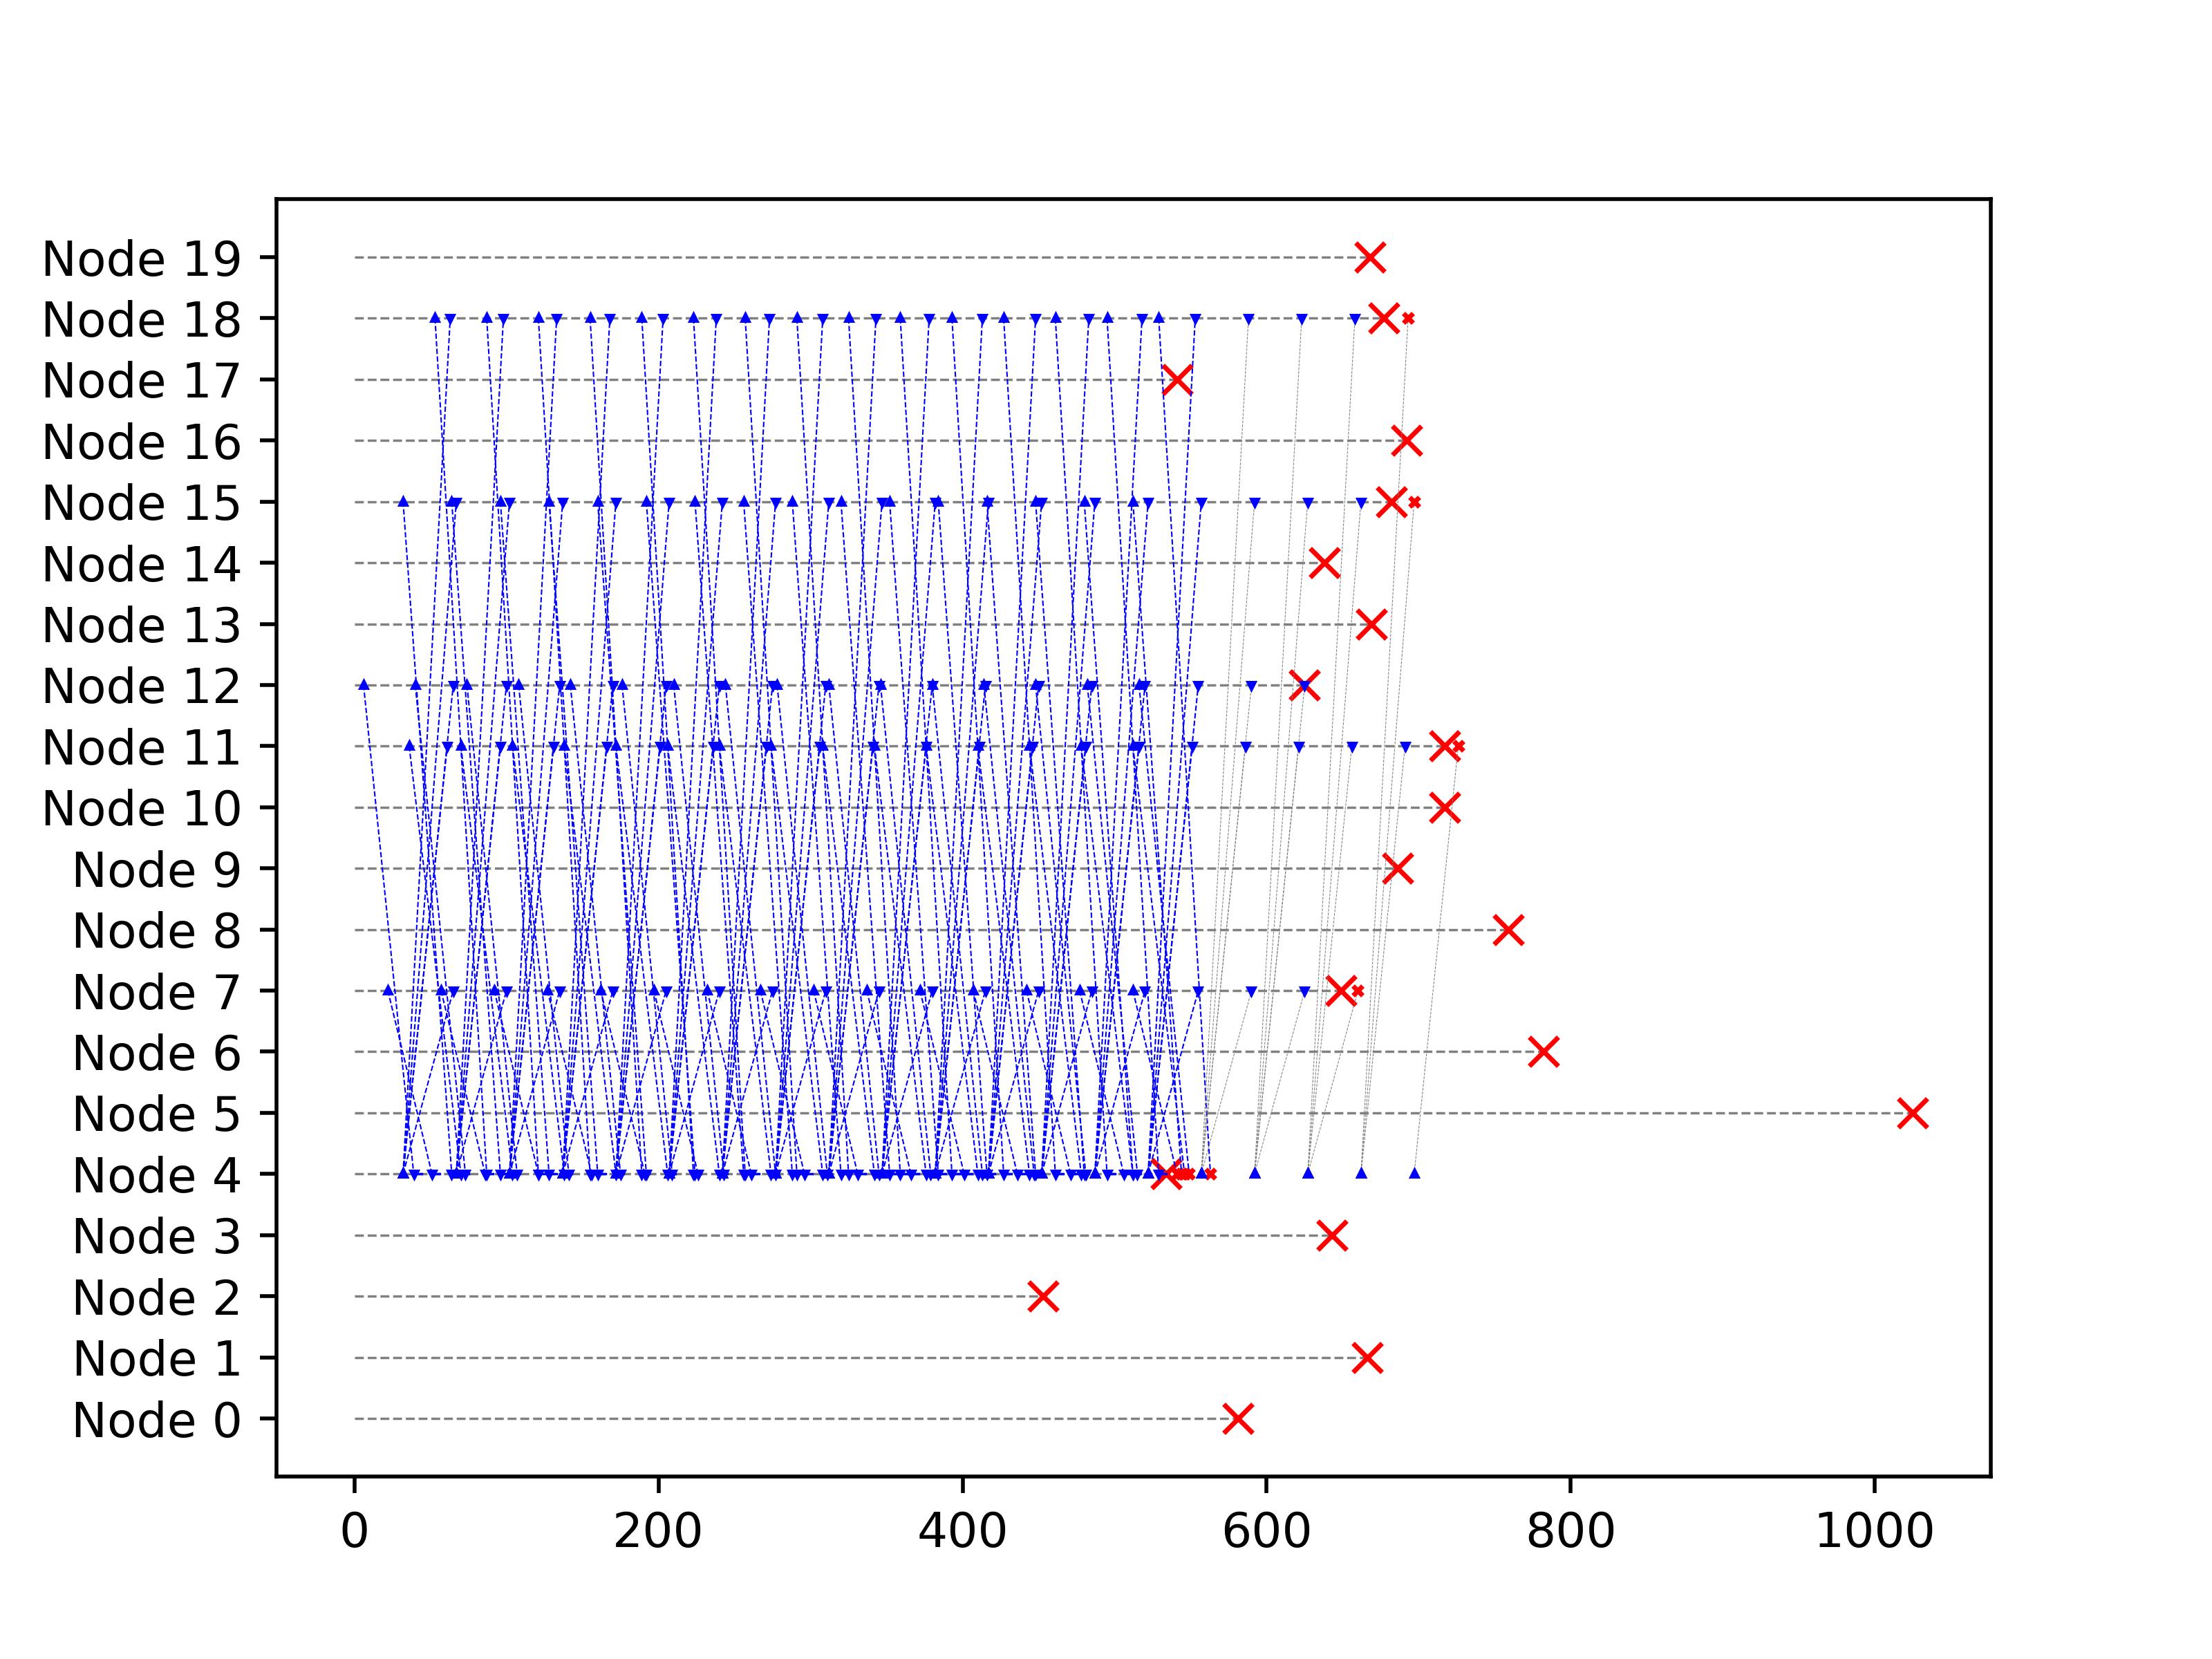 Node 19
Node 18
Node 17
Node 16
Node 15
Node 14
Node 13
Node 12
Node 11
Node 10
Node 9
Node 8
Node 7
Node 6
Node 5
Node 4
Node 3
Node 2
Node 1
Node 0
0 200 400 600 800 1000